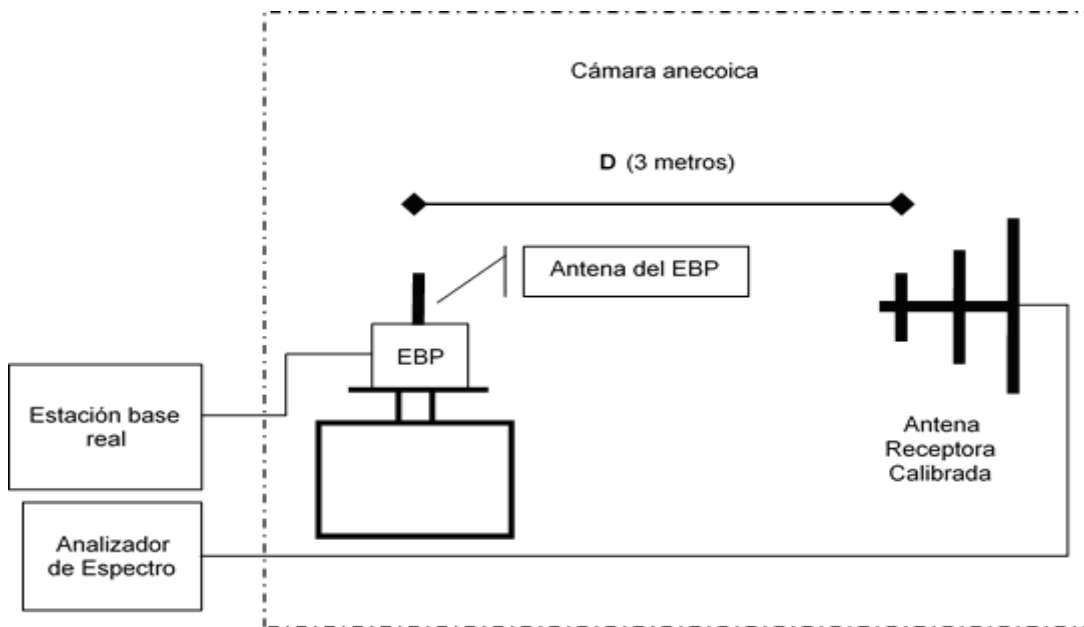 Cámara anecoica
D (3 metros)
Antena del EBP
EBP
Estación base
real
Antena
Receptora
Calibrada
Analizador
de Espectro